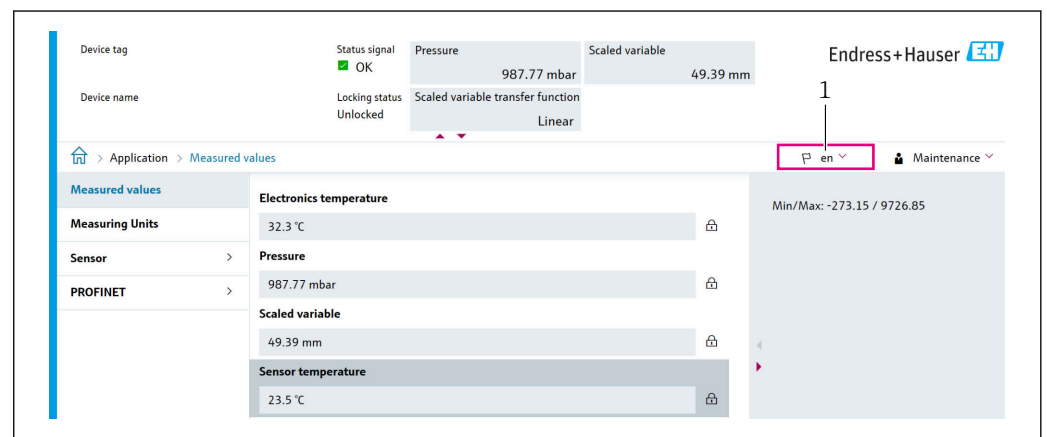 Device tag
Status signal
OK
Pressure
987.77 mbar
Scaled variable
49.39 mm
Endress+Hauser EH
1
Device name
Locking status
Unlocked
Scaled variable transfer function
Linear
> Application > Measured values
en
Maintenance
Measured values
Measuring Units
Sensor >
PROFINET >
Electronics temperature
32.3 °C
Pressure
987.77 mbar
Scaled variable
49.39 mm
Sensor temperature
23.5 °C
Min/Max: -273.15 / 9726.85